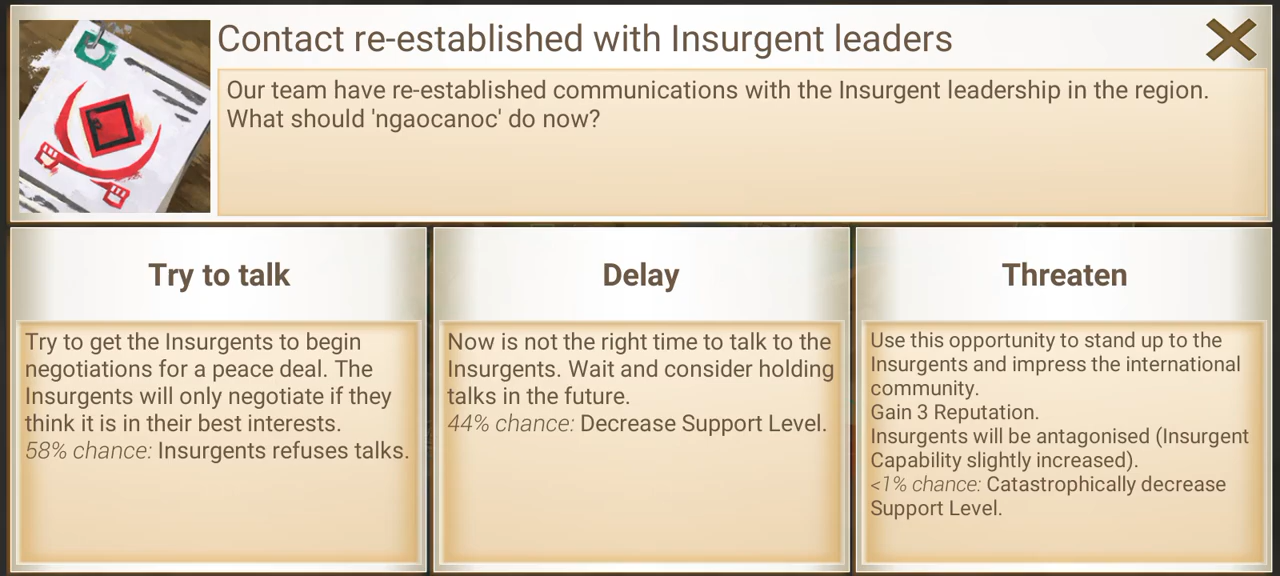 Contact re-established with Insurgent leaders
Our team have re-established communications with the Insurgent leadership in the region.
What should 'ngaocanoc' do now?
Try to talk
Try to get the Insurgents to begin
negotiations for a peace deal. The
Insurgents will only negotiate if they
think it is in their best interests.
58% chance: Insurgents refuses talks.
Delay
Now is not the right time to talk to the
Insurgents. Wait and consider holding
talks in the future.
44% chance: Decrease Support Level.
Threaten
Use this opportunity to stand up to the
Insurgents and impress the international
community.
Gain 3 Reputation.
Insurgents will be antagonised (Insurgent
Capability slightly increased).
<1% chance: Catastrophically decrease
Support Level.